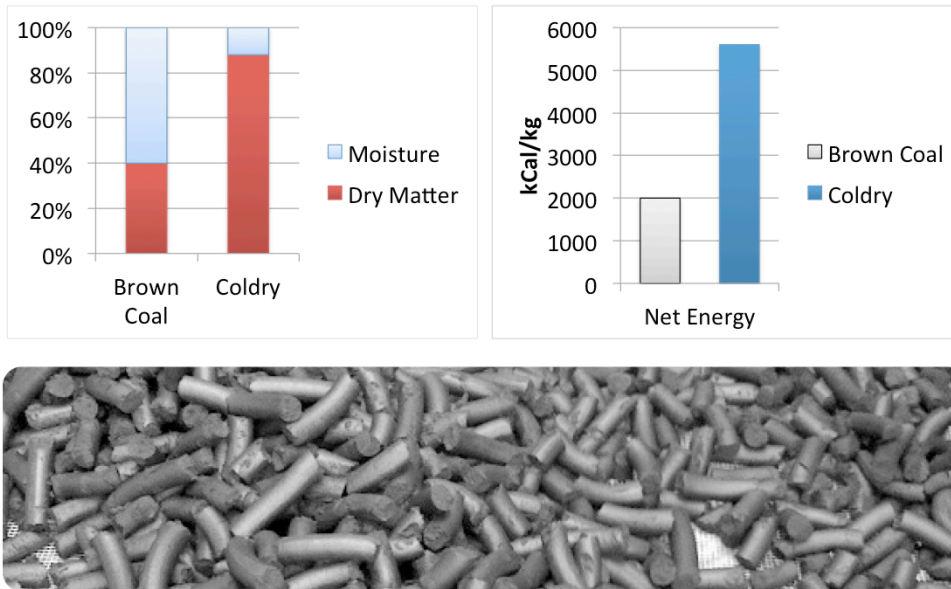 100%
80%
60%
40%
20%
0%
Brown
Coal
Coldry
Moisture
Dry Matter
kCal/kg
6000
5000
4000
3000
2000
1000
0
Net Energy
Brown Coal
Coldry